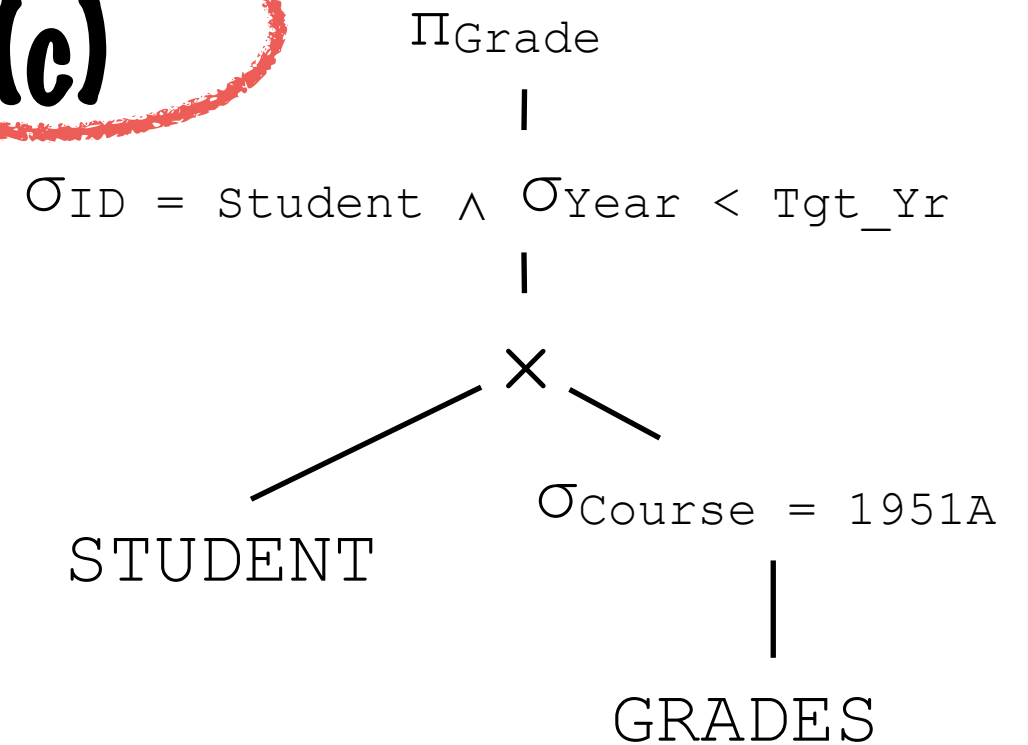 (c)
ΠGrade
σID = Student ∧ σYear < Tgt_Yr
×
STUDENT
σCourse = 1951A
GRADES